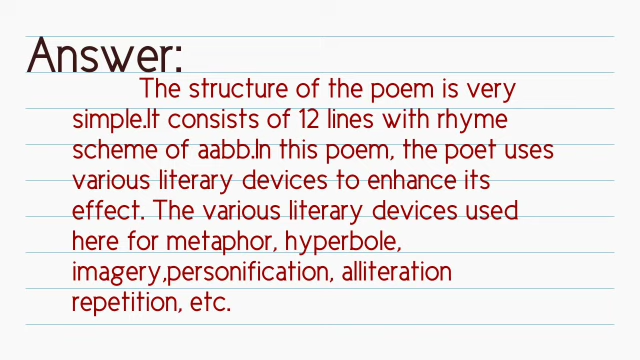 Answer:
The structure of the poem is very
simple.It consists of 12 lines with rhyme
scheme of aabb.In this poem, the poet uses
various literary devices to enhance its
effect. The various literary devices used
here for metaphor, hyperbole,
imagery,personification, alliteration
repetition, etc.